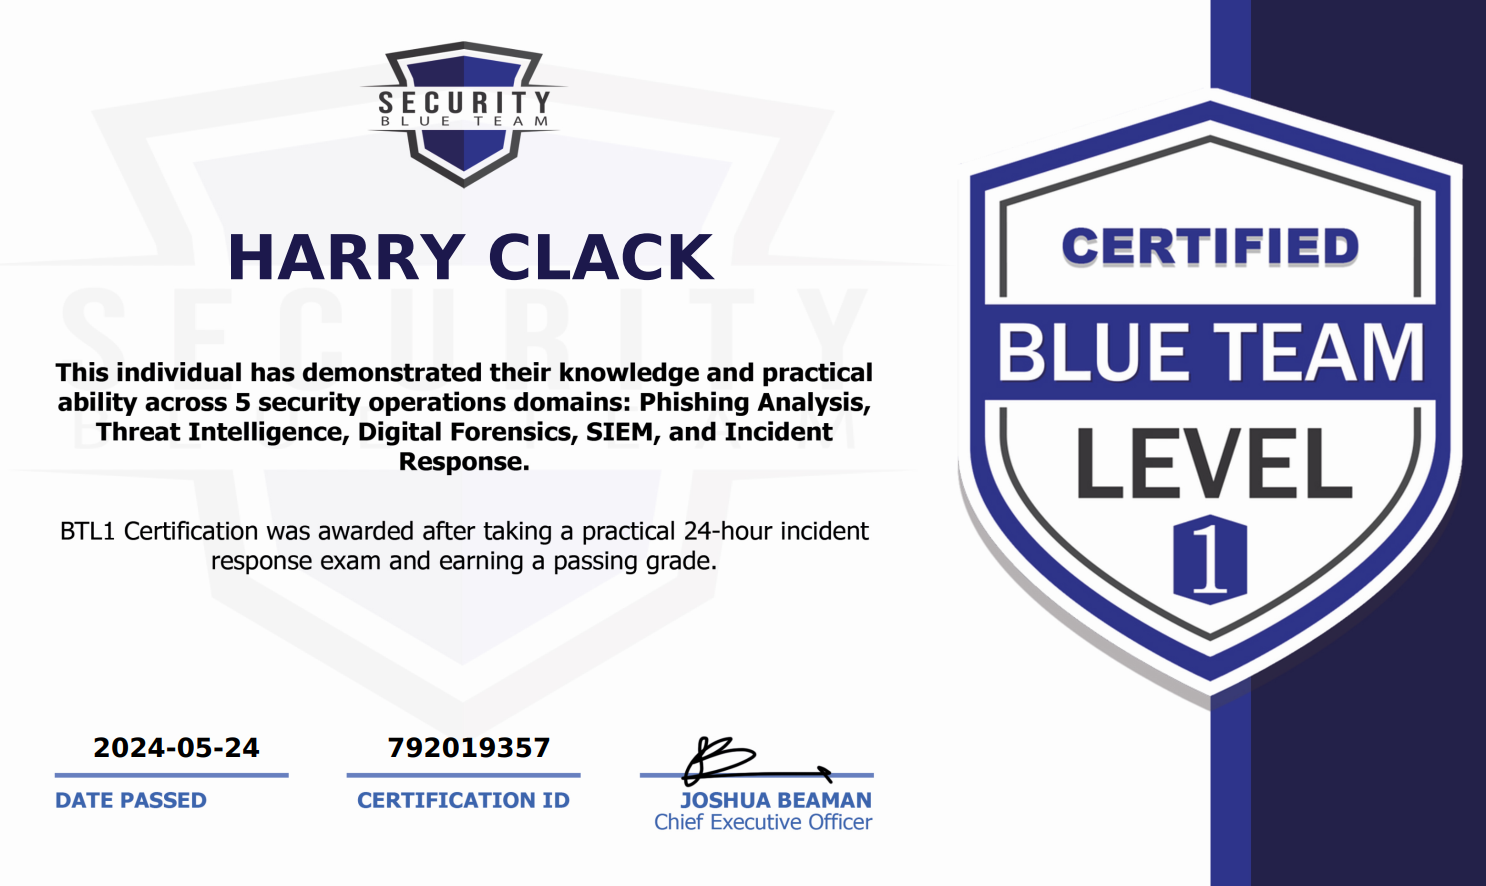 SECURITY
BLUE TEAM
HARRY CLACK
This individual has demonstrated their knowledge and practical
ability across 5 security operations domains: Phishing Analysis,
Threat Intelligence, Digital Forensics, SIEM, and Incident
Response.
BTL1 Certification was awarded after taking a practical 24-hour incident
response exam and earning a passing grade.
2024-05-24
DATE PASSED
792019357
CERTIFICATION ID
JOSHUA BEAMAN
Chief Executive Officer
CERTIFIED
BLUE TEAM
LEVEL
1
SECURITY
BLUE TEAM